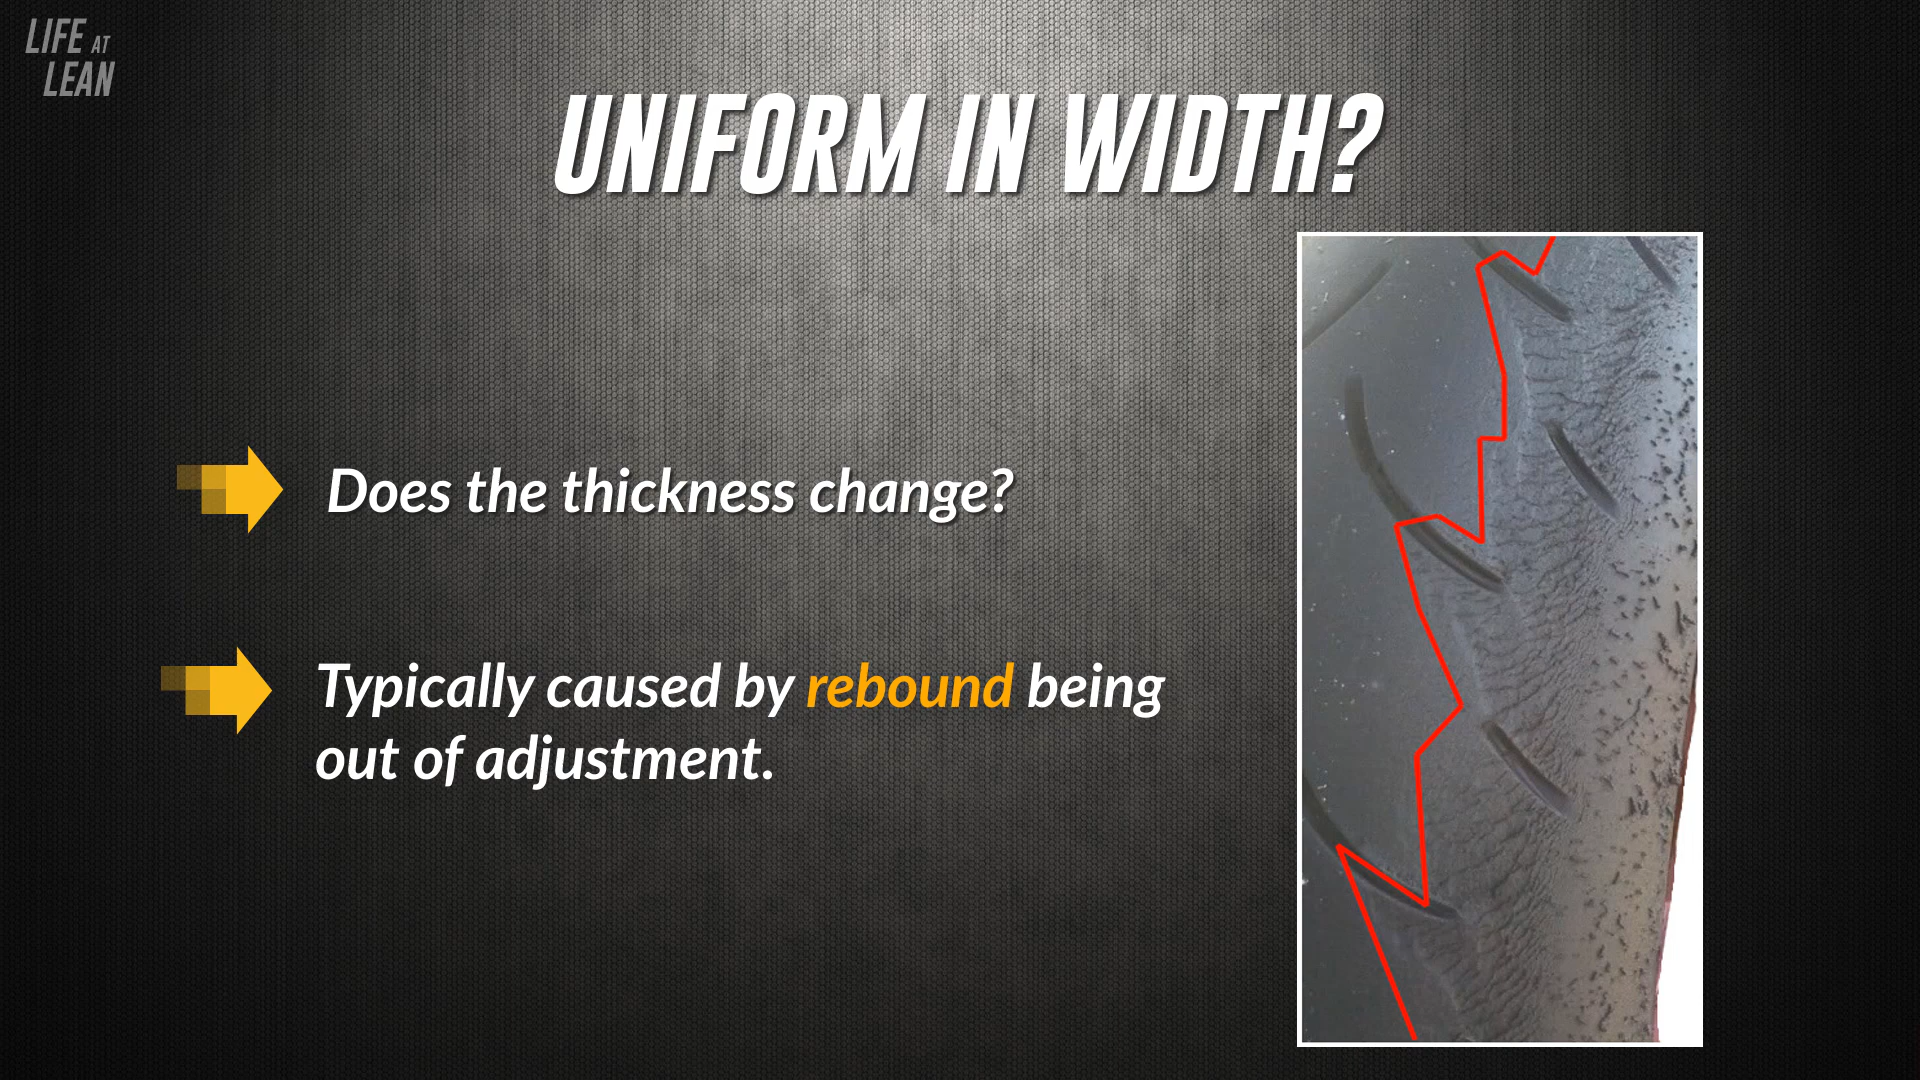 LIFE AT
LEAN
UNIFORM IN WIDTH?
Does the thickness change?
Typically caused by rebound being
out of adjustment.